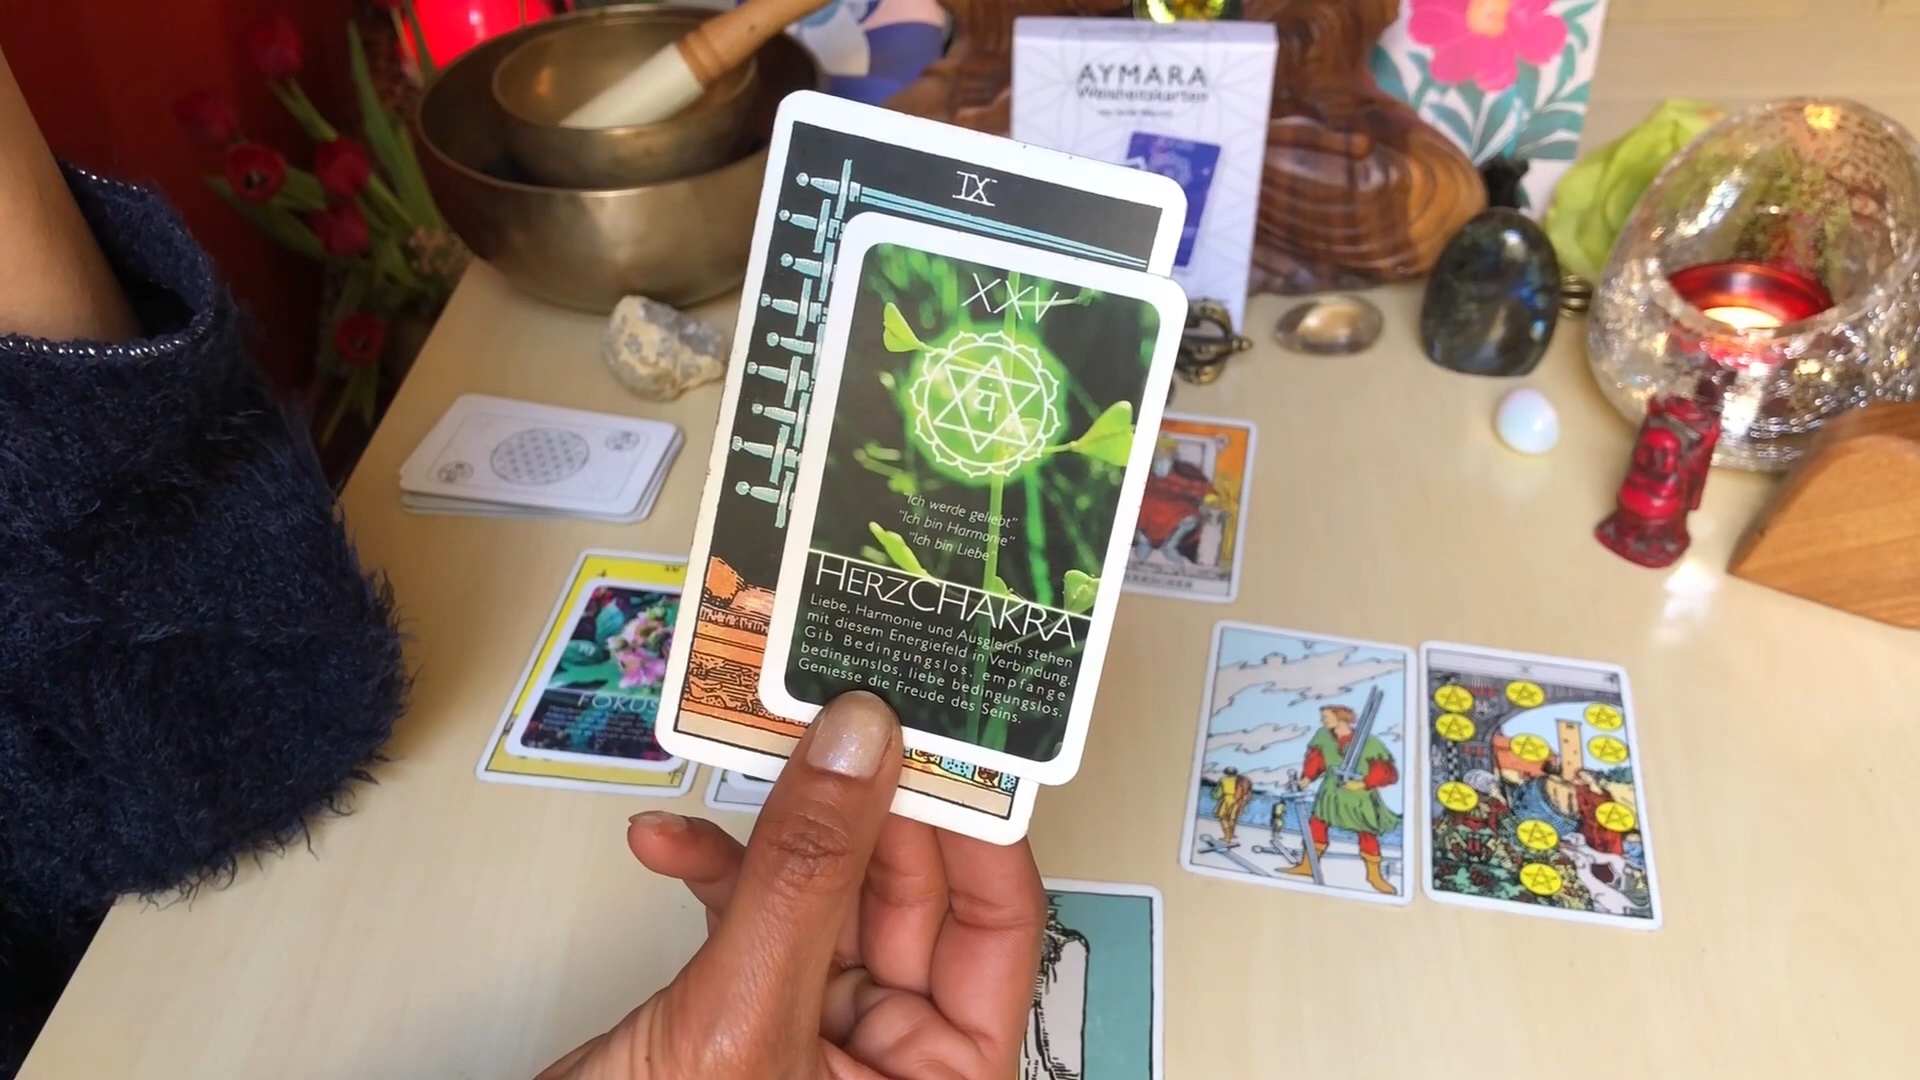 AYMARA
Weisheitskarten
IX
XXV
यं
"Ich werde geliebt"
"Ich bin Harmonie"
"Ich bin Liebe"
HERZCHAKRA
Liebe, Harmonie und Ausgleich stehen
mit diesem Energiefeld in Verbindung.
Gib Bedingungslos, empfange
bedingunslos, liebe bedingungslos.
Geniesse die Freude des Seins.
FOKUS